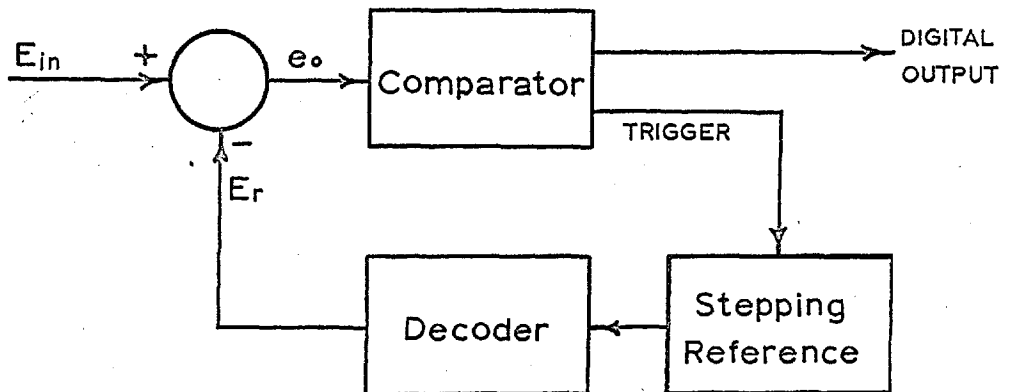 E_in
+
e_o
Comparator
DIGITAL
OUTPUT
TRIGGER
−
E_r
Decoder
Stepping
Reference